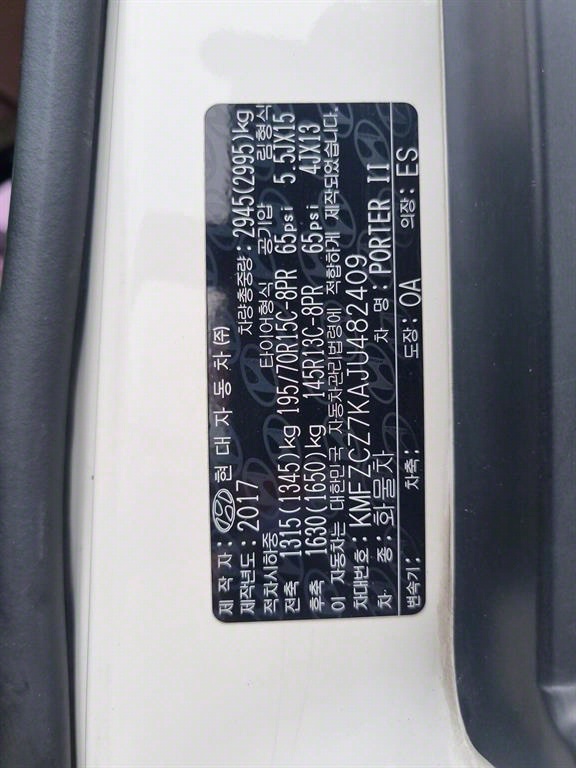 제 작 자: 현 대 자 동 차 (주)
제작년도: 2017 차량총중량: 2945(2995)kg
적차시하중 타이어형식 공기압 림형식
전축 1315(1345)kg 195/70R15C-8PR 65psi 5.5JX15
후축 1630(1650)kg 145R13C-8PR 65psi 4JX13
이 자동차는 대한민국 자동차관리법령에 적합하게 제작되었습니다.
차대번호: KMFZCZ7KAJU482409
차 종: 화물차 차 명: PORTER II
변속기: 차축: 도장: OA 의장: ES